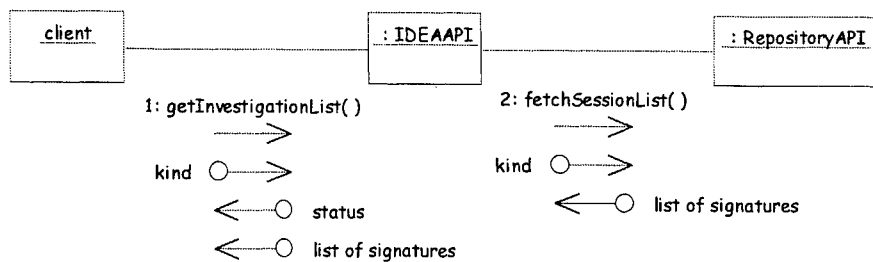 client
: IDEAAPI
: RepositoryAPI
1: getInvestigationList( )
2: fetchSessionList( )
kind
kind
status
list of signatures
list of signatures